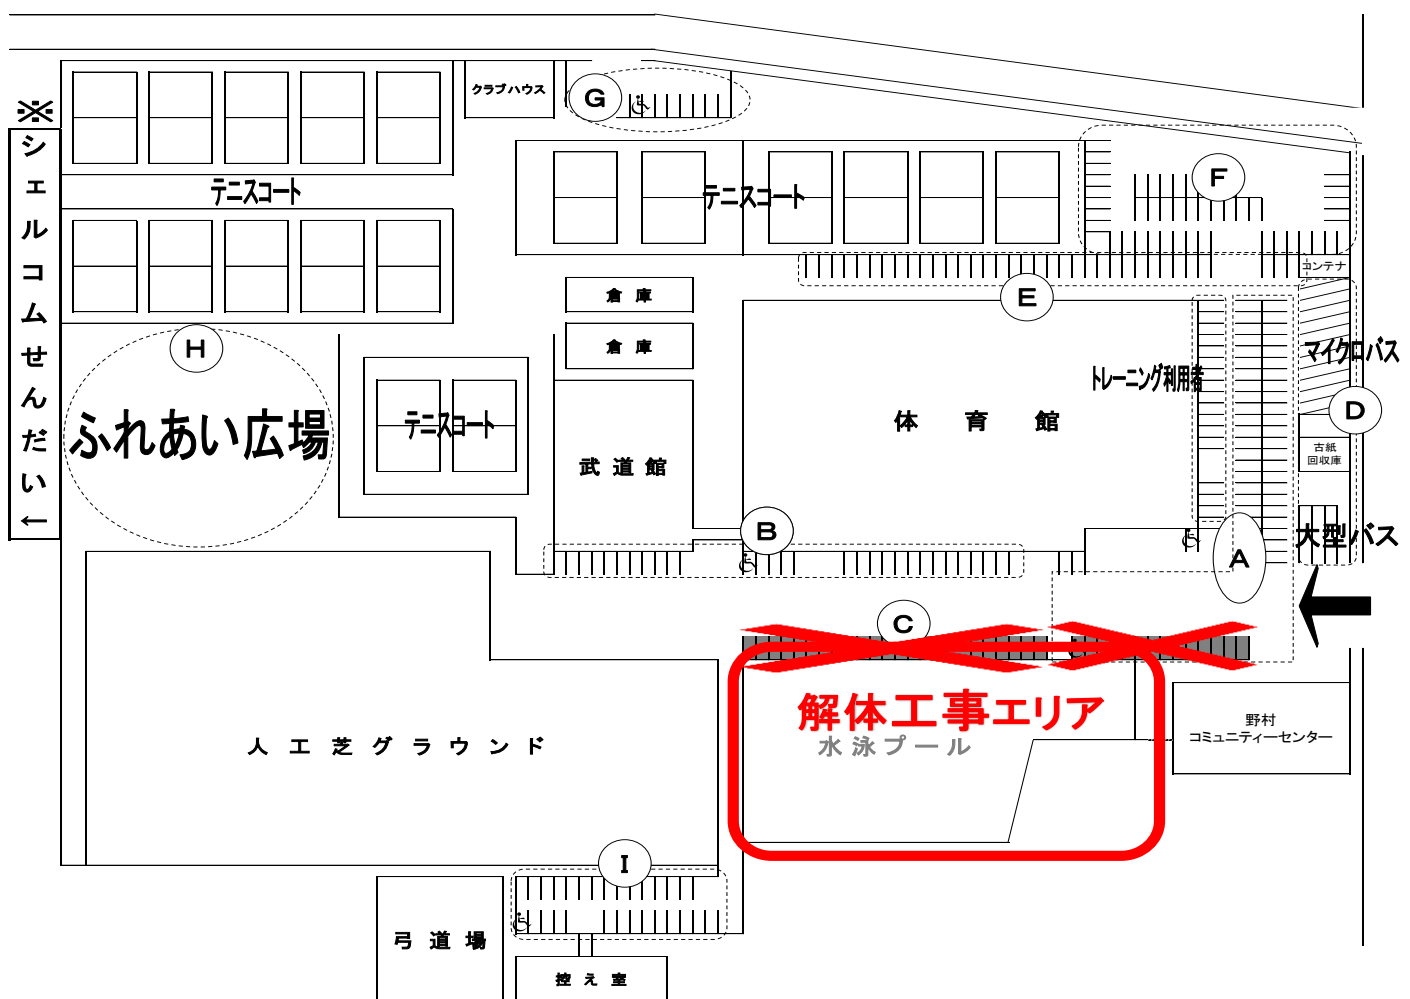 クラブハウス
G
※
シェルコムせんだい←
テニスコート
テニスコート
F
コンテナ
E
倉庫
倉庫
H
マイクロバス
トレーニング利用者
D
ふれあい広場
テニスコート
体育館
武道館
古紙
回収庫
B
大型バス
A
C
解体工事エリア
水泳プール
野村
コミュニティーセンター
人工芝グラウンド
I
弓道場
控え室